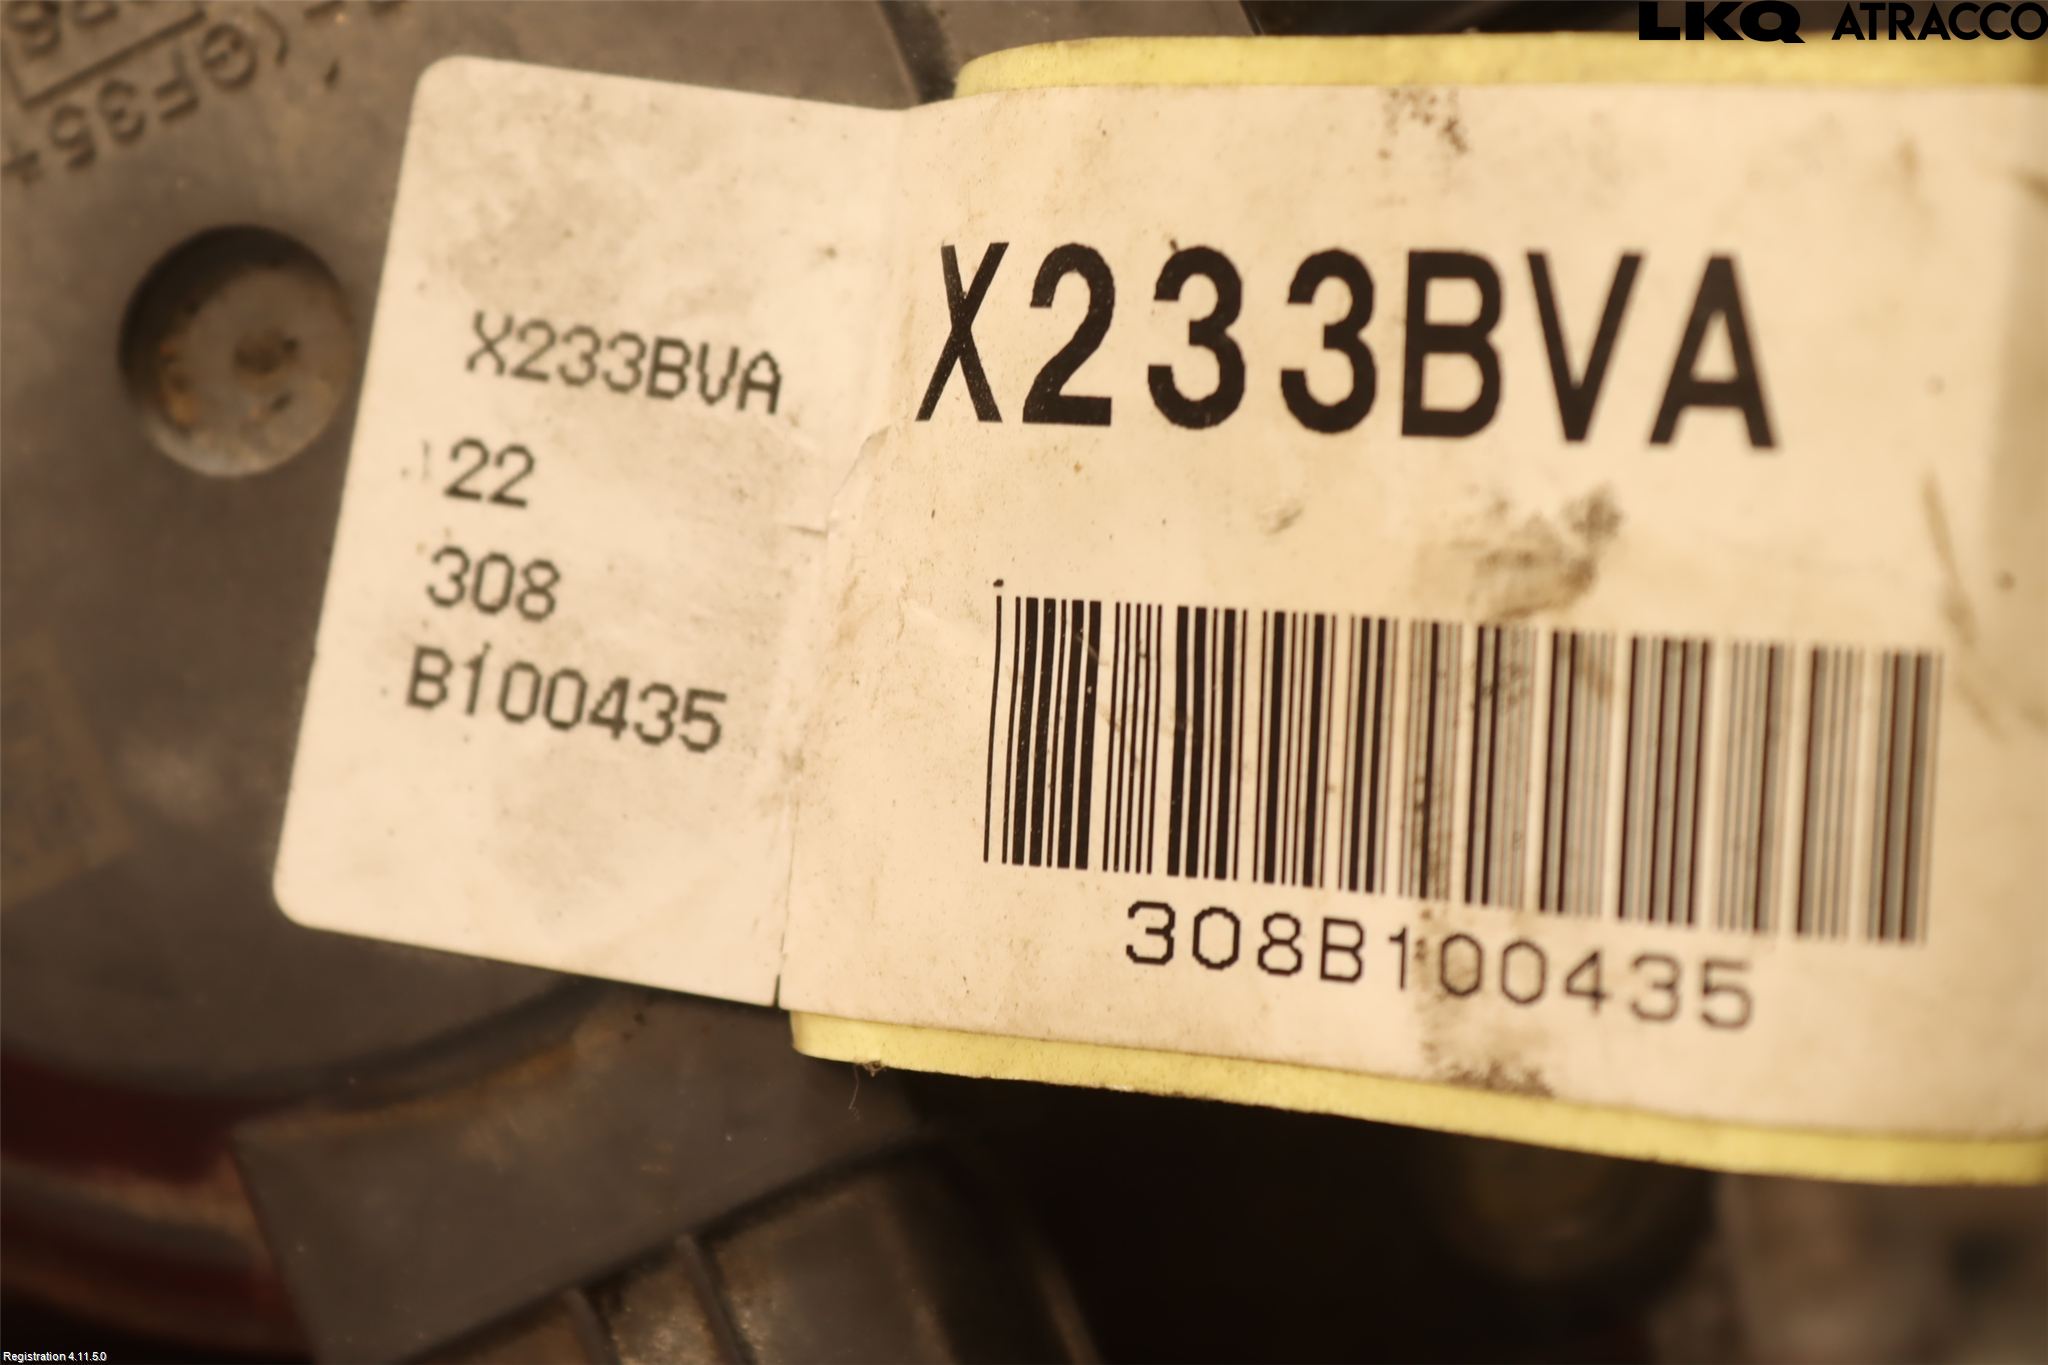 LKQ ATRACCO
X233BVA
22
308
B100435
X233BVA
308B100435
Registration 4.11.5.0